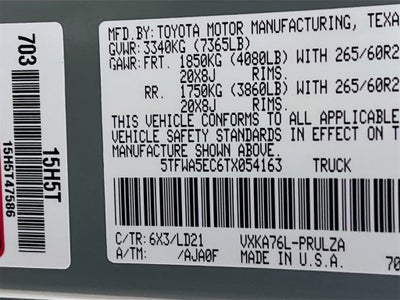 MFD.BY: TOYOTA MOTOR MANUFACTURING, TEXA
GVWR: 3340KG (7365LB)
GAWR: FRT. 1850KG (4080LB) WITH 265/60R2
20X8J RIMS.
RR. 1750KG (3860LB) WITH 265/60R2
20X8J RIMS.
THIS VEHICLE CONFORMS TO ALL APPLICABLE
VEHICLE SAFETY STANDARDS IN EFFECT ON
MANUFACTURE SHOWN ABOVE.
5TFWA5EC6TX054163 TRUCK
C/TR: 6X3/LD21 VXKA76L-PRULZA
A/TM: /AJA0F MADE IN U.S.A. 70
703
15H5T
15H5T47586